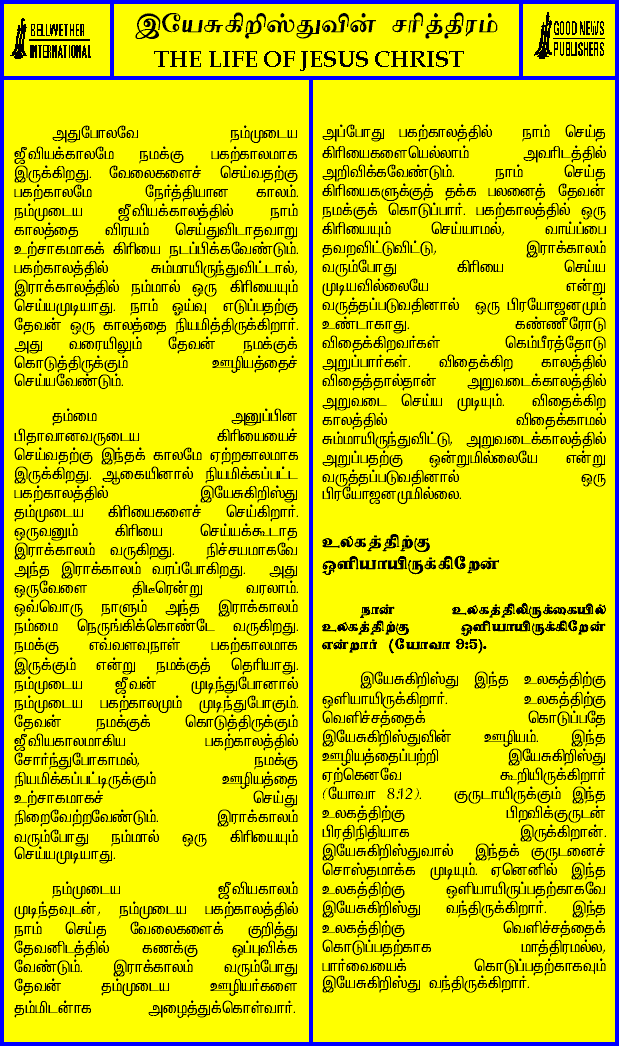 BELLWETHER
INTERNATIONAL
இயேசுகிறிஸ்துவின் சரித்திரம்
THE LIFE OF JESUS CHRIST
GOOD NEWS
PUBLISHERS
அதுபோலவே நம்முடைய
ஜீவியக்காலமே நமக்கு பகற்காலமாக
இருக்கிறது. வேலைகளைச் செய்வதற்கு
பகற்காலமே நேர்த்தியான காலம்.
நம்முடைய ஜீவியக்காலத்தில் நாம்
காலத்தை விரயம் செய்துவிடாதவாறு
உற்சாகமாகக் கிரியை நடப்பிக்கவேண்டும்.
பகற்காலத்தில் சும்மாயிருந்துவிட்டால்,
இராக்காலத்தில் நம்மால் ஒரு கிரியையும்
செய்யமுடியாது. நாம் ஓய்வு எடுப்பதற்கு
தேவன் ஒரு காலத்தை நியமித்திருக்கிறார்.
அது வரையிலும் தேவன் நமக்குக்
கொடுத்திருக்கும் ஊழியத்தைச்
செய்யவேண்டும்.
தம்மை அனுப்பின
பிதாவானவருடைய கிரியையைச்
செய்வதற்கு இந்தக் காலமே ஏற்றகாலமாக
இருக்கிறது. ஆகையினால் நியமிக்கப்பட்ட
பகற்காலத்தில் இயேசுகிறிஸ்து
தம்முடைய கிரியைகளைச் செய்கிறார்.
ஒருவனும் கிரியை செய்யக்கூடாத
இராக்காலம் வருகிறது. நிச்சயமாகவே
அந்த இராக்காலம் வரப்போகிறது. அது
ஒருவேளை திடீரென்று வரலாம்.
ஒவ்வொரு நாளும் அந்த இராக்காலம்
நம்மை நெருங்கிக்கொண்டே வருகிறது.
நமக்கு எவ்வளவுநாள் பகற்காலமாக
இருக்கும் என்று நமக்குத் தெரியாது.
நம்முடைய ஜீவன் முடிந்துபோனால்
நம்முடைய பகற்காலமும் முடிந்துபோகும்.
தேவன் நமக்குக் கொடுத்திருக்கும்
ஜீவியகாலமாகிய பகற்காலத்தில்
சோர்ந்துபோகாமல், நமக்கு
நியமிக்கப்பட்டிருக்கும் ஊழியத்தை
உற்சாகமாகச் செய்து
நிறைவேற்றவேண்டும். இராக்காலம்
வரும்போது நம்மால் ஒரு கிரியையும்
செய்யமுடியாது.
நம்முடைய ஜீவியகாலம்
முடிந்தவுடன், நம்முடைய பகற்காலத்தில்
நாம் செய்த வேலைகளைக் குறித்து
தேவனிடத்தில் கணக்கு ஒப்புவிக்க
வேண்டும். இராக்காலம் வரும்போது
தேவன் தம்முடைய ஊழியர்களை
தம்மிடன்ாக அழைத்துக்கொள்வார்.
அப்போது பகற்காலத்தில் நாம் செய்த
கிரியைகளையெல்லாம் அவரிடத்தில்
அறிவிக்கவேண்டும். நாம் செய்த
கிரியைகளுக்குத் தக்க பலனைத் தேவன்
நமக்குக் கொடுப்பார். பகற்காலத்தில் ஒரு
கிரியையும் செய்யாமல், வாய்ப்பை
தவறவிட்டுவிட்டு, இராக்காலம்
வரும்போது கிரியை செய்ய
முடியவில்லையே என்று
வருத்தப்படுவதினால் ஒரு பிரயோஜனமும்
உண்டாகாது. கண்ணீரோடு
விதைக்கிறவர்கள் கெம்பீரத்தோடு
அறுப்பார்கள். விதைக்கிற காலத்தில்
விதைத்தால்தான் அறுவடைக்காலத்தில்
அறுவடை செய்ய முடியும். விதைக்கிற
காலத்தில் விதைக்காமல்
சும்மாயிருந்துவிட்டு, அறுவடைக்காலத்தில்
அறுப்பதற்கு ஒன்றுமில்லையே என்று
வருத்தப்படுவதினால் ஒரு
பிரயோஜனமுமில்லை.
உலகத்திற்கு
ஒளியாயிருக்கிறேன்
நான் உலகத்திலிருக்கையில்
உலகத்திற்கு ஒளியாயிருக்கிறேன்
என்றார் (யோவா 9:5).
இயேசுகிறிஸ்து இந்த உலகத்திற்கு
ஒளியாயிருக்கிறார். உலகத்திற்கு
வெளிச்சத்தைக் கொடுப்பதே
இயேசுகிறிஸ்துவின் ஊழியம். இந்த
ஊழியத்தைப்பற்றி இயேசுகிறிஸ்து
ஏற்கெனவே கூறியிருக்கிறார்
(யோவா 8:12). குருடாயிருக்கும் இந்த
உலகத்திற்கு பிறவிக்குருடன்
பிரதிநிதியாக இருக்கிறான்.
இயேசுகிறிஸ்துவால் இந்தக் குருடனைச்
சொஸ்தமாக்க முடியும். ஏனெனில் இந்த
உலகத்திற்கு ஒளியாயிருப்பதற்காகவே
இயேசுகிறிஸ்து வந்திருக்கிறார். இந்த
உலகத்திற்கு வெளிச்சத்தைக்
கொடுப்பதற்காக மாத்திரமல்ல,
பார்வையைக் கொடுப்பதற்காகவும்
இயேசுகிறிஸ்து வந்திருக்கிறார்.